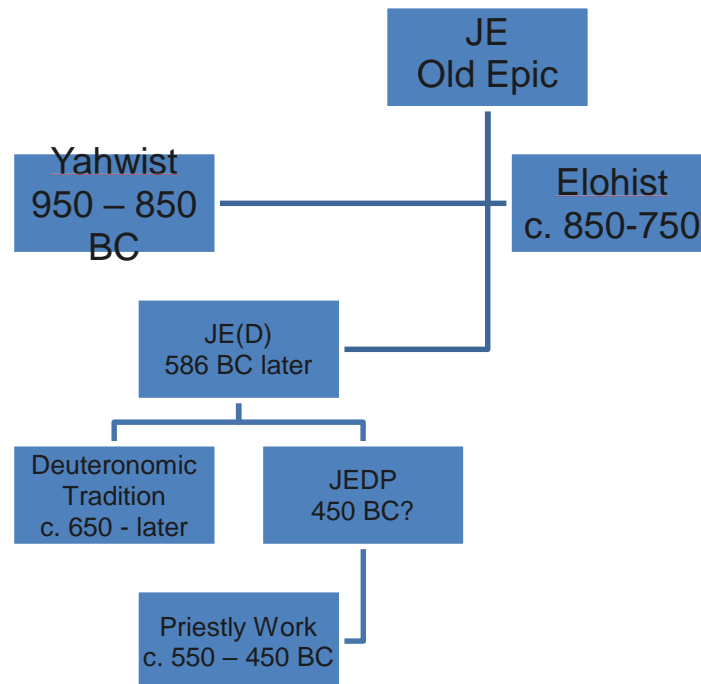 JE
Old Epic
Yahwist
950 – 850
BC
Elohist
c. 850-750
JE(D)
586 BC later
Deuteronomic
Tradition
c. 650 - later
JEDP
450 BC?
Priestly Work
c. 550 – 450 BC